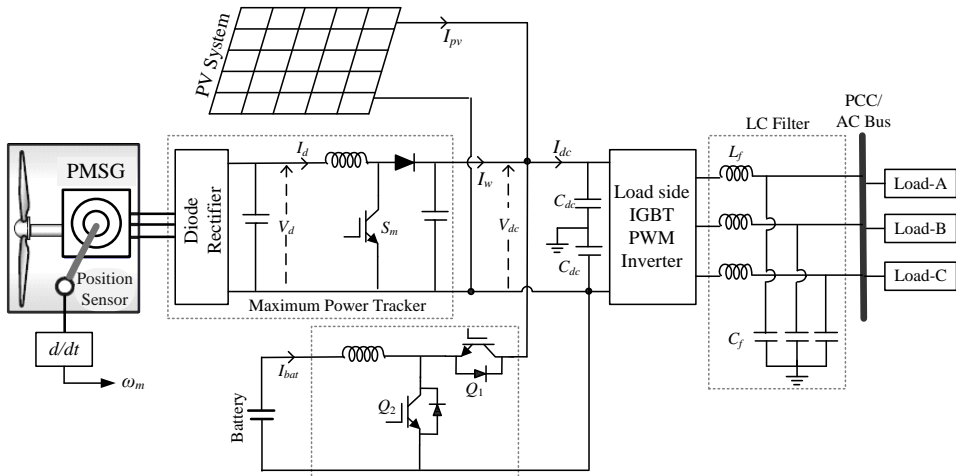 PV System
I_pv
PMSG
Position
Sensor
d/dt
ω_m
Diode
Rectifier
I_d
V_d
S_m
I_w
V_dc
Maximum Power Tracker
I_dc
C_dc
C_dc
Load side
IGBT
PWM
Inverter
LC Filter
L_f
C_f
PCC/
AC Bus
Load-A
Load-B
Load-C
Battery
I_bat
Q_2
Q_1